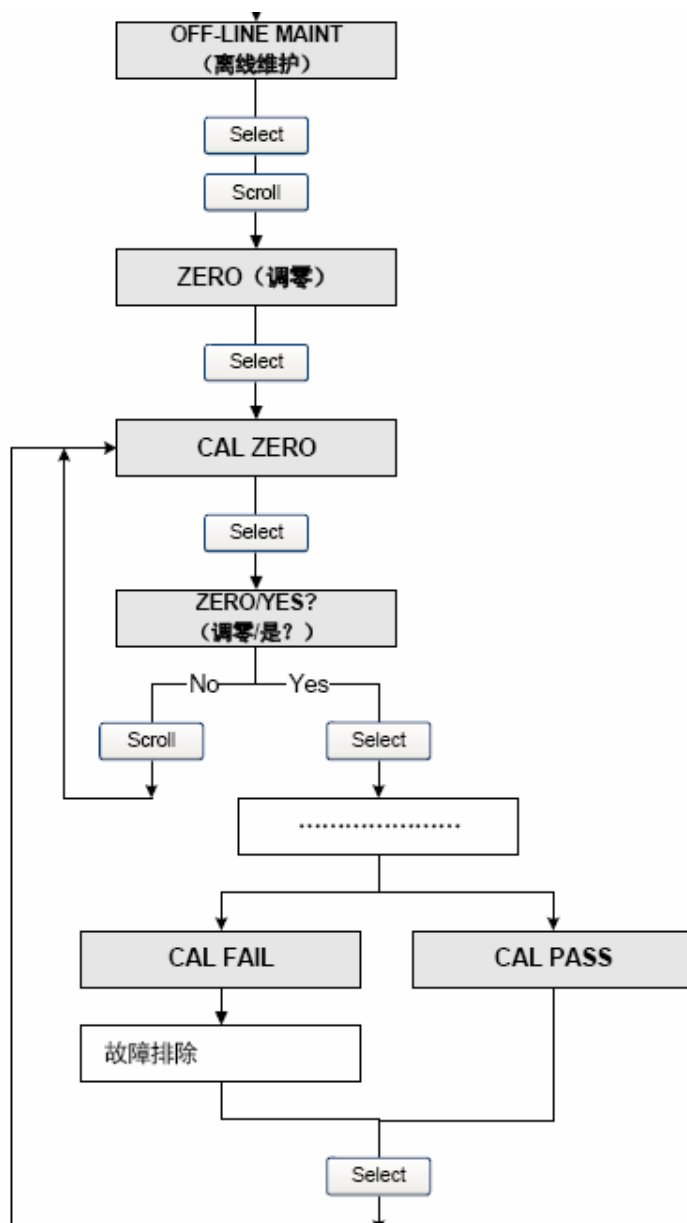 OFF-LINE MAINT
（离线维护）
Select
Scroll
ZERO（调零）
Select
CAL ZERO
Select
ZERO/YES?
（调零/是？）
No
Yes
Scroll
Select
.....................
CAL FAIL
CAL PASS
故障排除
Select